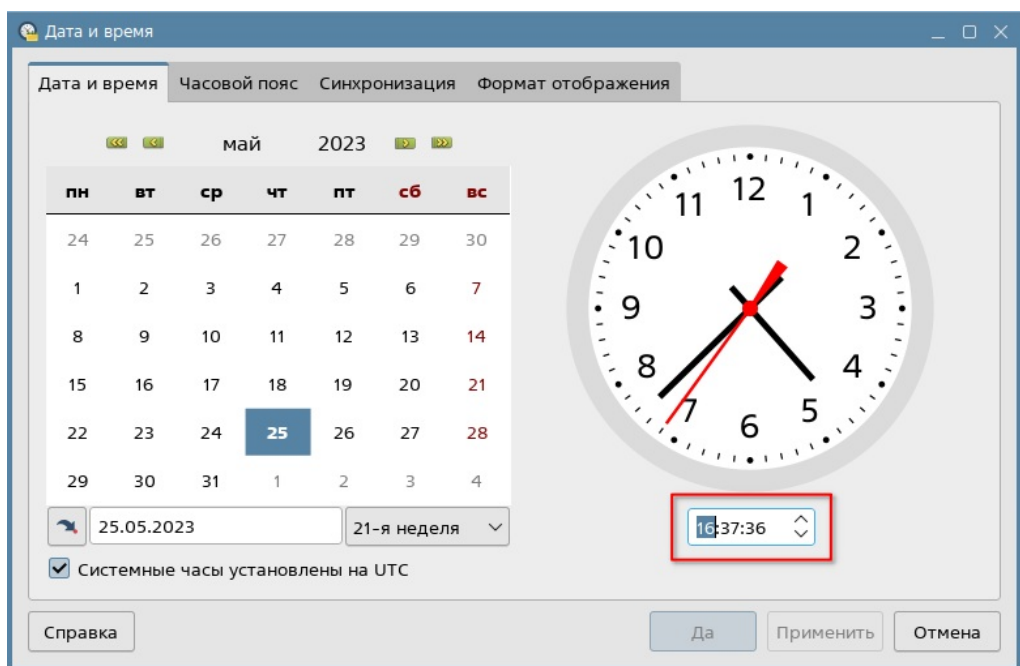 Дата и время
Дата и время Часовой пояс Синхронизация Формат отображения
май 2023
пн вт ср чт пт сб вс
24 25 26 27 28 29 30
1 2 3 4 5 6 7
8 9 10 11 12 13 14
15 16 17 18 19 20 21
22 23 24 25 26 27 28
29 30 31 1 2 3 4
25.05.2023 21-я неделя
Системные часы установлены на UTC
12
1
2
3
4
5
6
7
8
9
10
11
16:37:36
Справка Да Применить Отмена